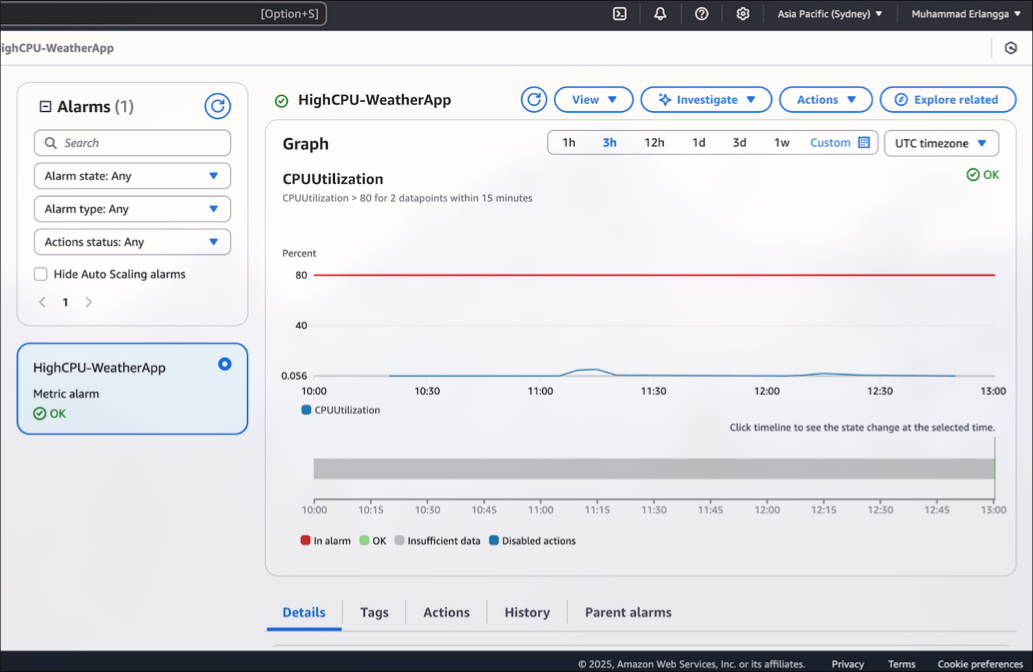 [Option+S]
Asia Pacific (Sydney)
Muhammad Erlangga
ighCPU-WeatherApp
Alarms (1)
Search
Alarm state: Any
Alarm type: Any
Actions status: Any
Hide Auto Scaling alarms
1
HighCPU-WeatherApp
Metric alarm
OK
HighCPU-WeatherApp
View
Investigate
Actions
Explore related
Graph
1h 3h 12h 1d 3d 1w Custom
UTC timezone
CPUUtilization
OK
CPUUtilization > 80 for 2 datapoints within 15 minutes
Percent
80
40
0.056
10:00 10:30 11:00 11:30 12:00 12:30 13:00
CPUUtilization
Click timeline to see the state change at the selected time.
10:00 10:15 10:30 10:45 11:00 11:15 11:30 11:45 12:00 12:15 12:30 12:45 13:00
In alarm OK Insufficient data Disabled actions
Details Tags Actions History Parent alarms
© 2025, Amazon Web Services, Inc. or its affiliates. Privacy Terms Cookie preferences